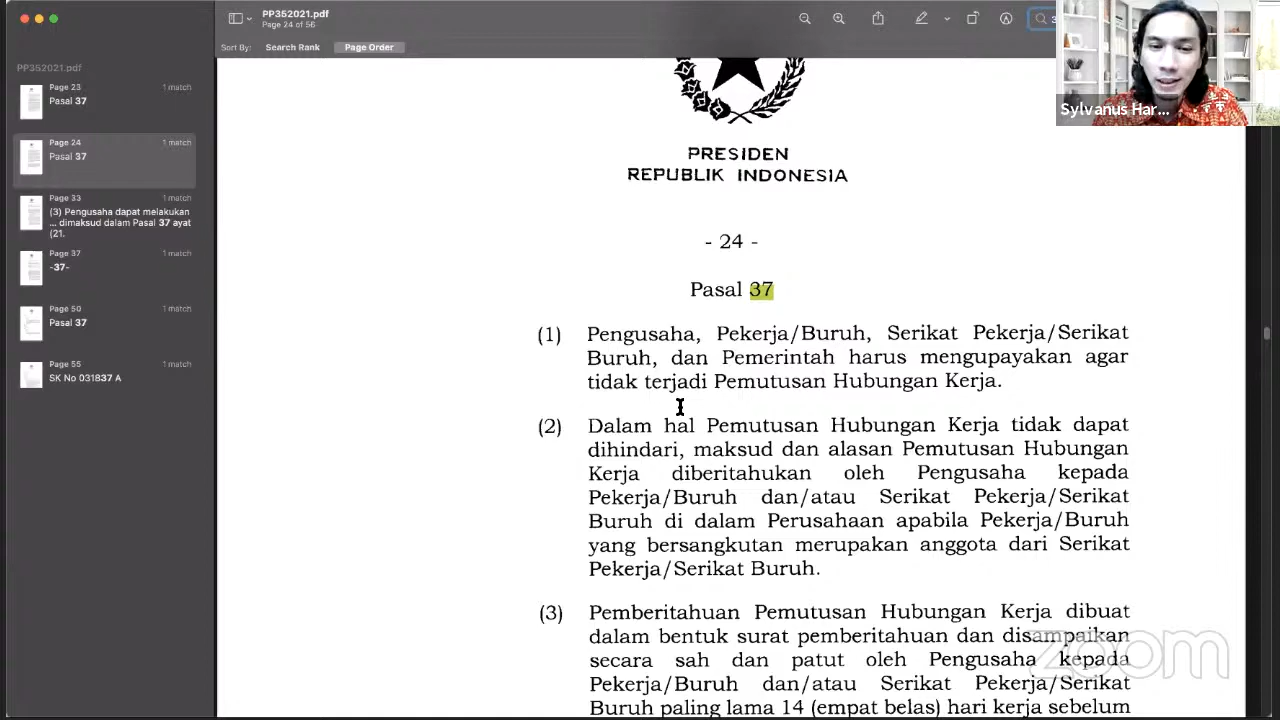 PP352021.pdf
Page 24 of 56
Sort By: Search Rank Page Order
PP352021.pdf
Page 23 1 match
Pasal 37
Page 24 1 match
Pasal 37
Page 33 1 match
(3) Pengusaha dapat melakukan
... dimaksud dalam Pasal 37 ayat
(21.
Page 37 1 match
-37-
Page 50 1 match
Pasal 37
Page 55 1 match
SK No 031837 A
Sylvanus Har...
PRESIDEN
REPUBLIK INDONESIA
- 24 -
Pasal 37
(1) Pengusaha, Pekerja/Buruh, Serikat Pekerja/Serikat
Buruh, dan Pemerintah harus mengupayakan agar
tidak terjadi Pemutusan Hubungan Kerja.
(2) Dalam hal Pemutusan Hubungan Kerja tidak dapat
dihindari, maksud dan alasan Pemutusan Hubungan
Kerja diberitahukan oleh Pengusaha kepada
Pekerja/Buruh dan/atau Serikat Pekerja/Serikat
Buruh di dalam Perusahaan apabila Pekerja/Buruh
yang bersangkutan merupakan anggota dari Serikat
Pekerja/Serikat Buruh.
(3) Pemberitahuan Pemutusan Hubungan Kerja dibuat
dalam bentuk surat pemberitahuan dan disampaikan
secara sah dan patut oleh Pengusaha kepada
Pekerja/Buruh dan/atau Serikat Pekerja/Serikat
Buruh paling lama 14 (empat belas) hari kerja sebelum
zoom